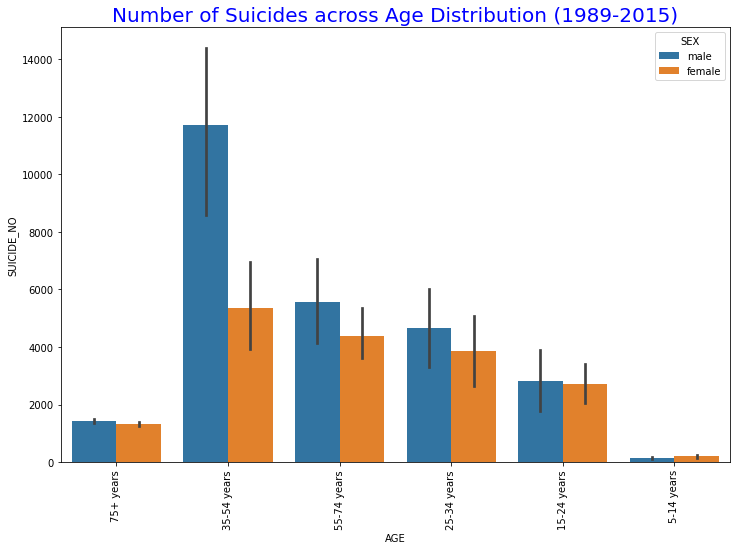 Number of Suicides across Age Distribution (1989-2015)
SEX
male
female
14000
12000
10000
8000
6000
4000
2000
0
SUICIDE_NO
75+ years
35-54 years
55-74 years
25-34 years
15-24 years
5-14 years
AGE